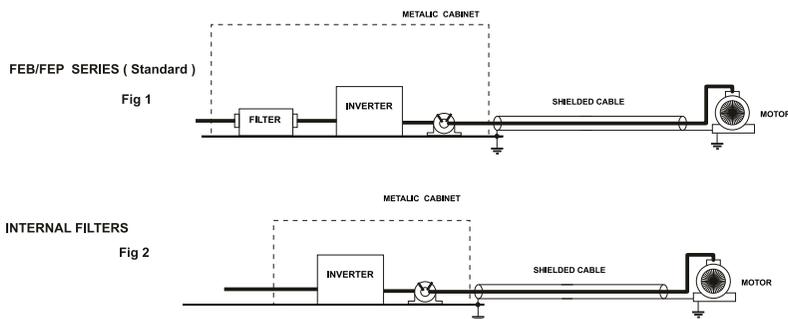 METALIC CABINET
FEB/FEP SERIES ( Standard )
Fig 1
FILTER
INVERTER
SHIELDED CABLE
MOTOR
METALIC CABINET
INTERNAL FILTERS
Fig 2
INVERTER
SHIELDED CABLE
MOTOR